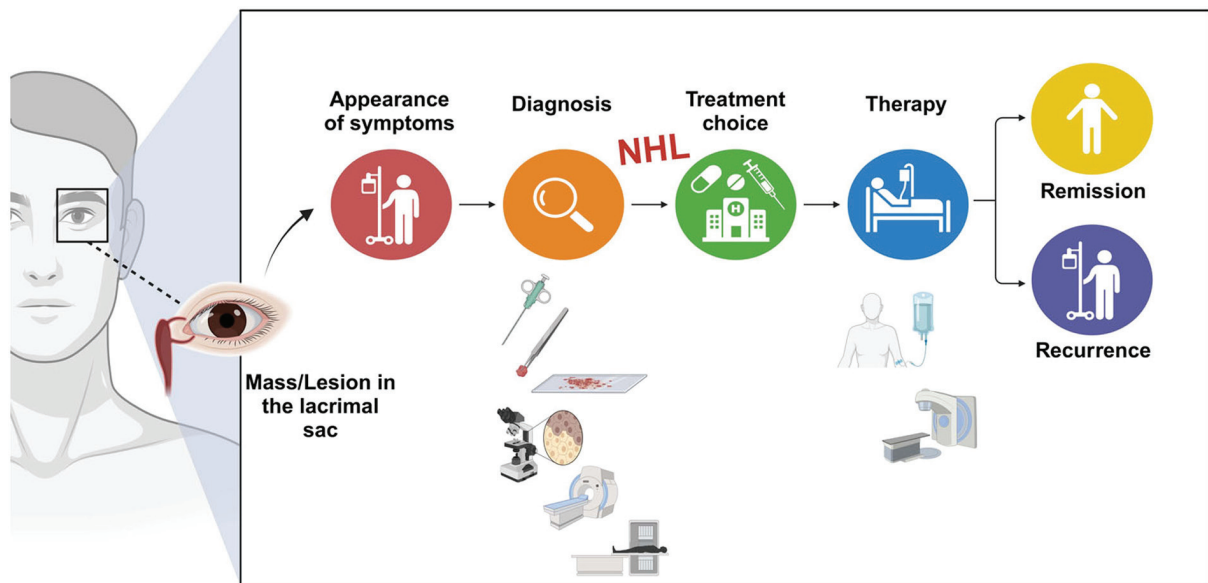 Appearance
of symptoms
Diagnosis
NHL
Treatment
choice
H
Therapy
Remission
Recurrence
Mass/Lesion in
the lacrimal
sac